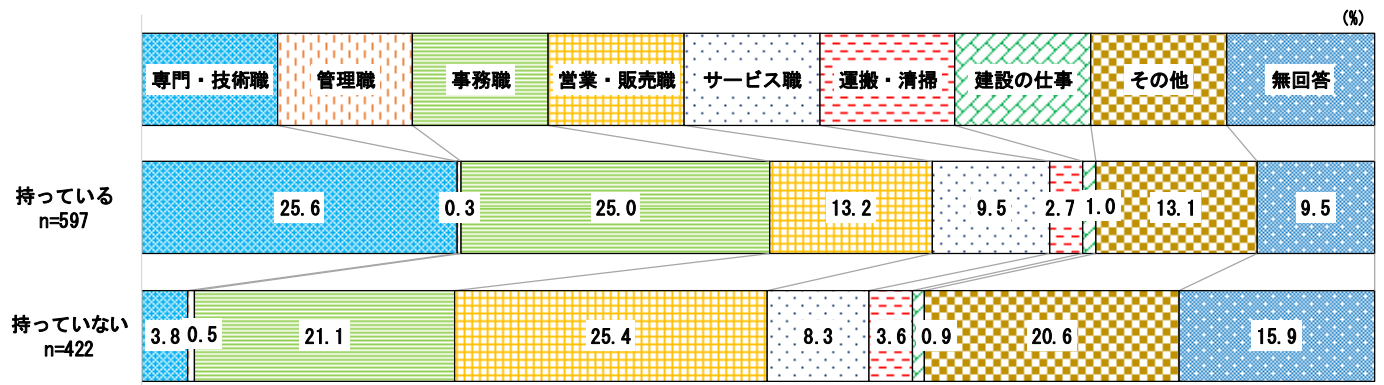 (%)
専門・技術職 管理職 事務職 営業・販売職 サービス職 運搬・清掃 建設の仕事 その他 無回答
持っている
n=597
25.6 0.3 25.0 13.2 9.5 2.7 1.0 13.1 9.5
持っていない
n=422
3.8 0.5 21.1 25.4 8.3 3.6 0.9 20.6 15.9